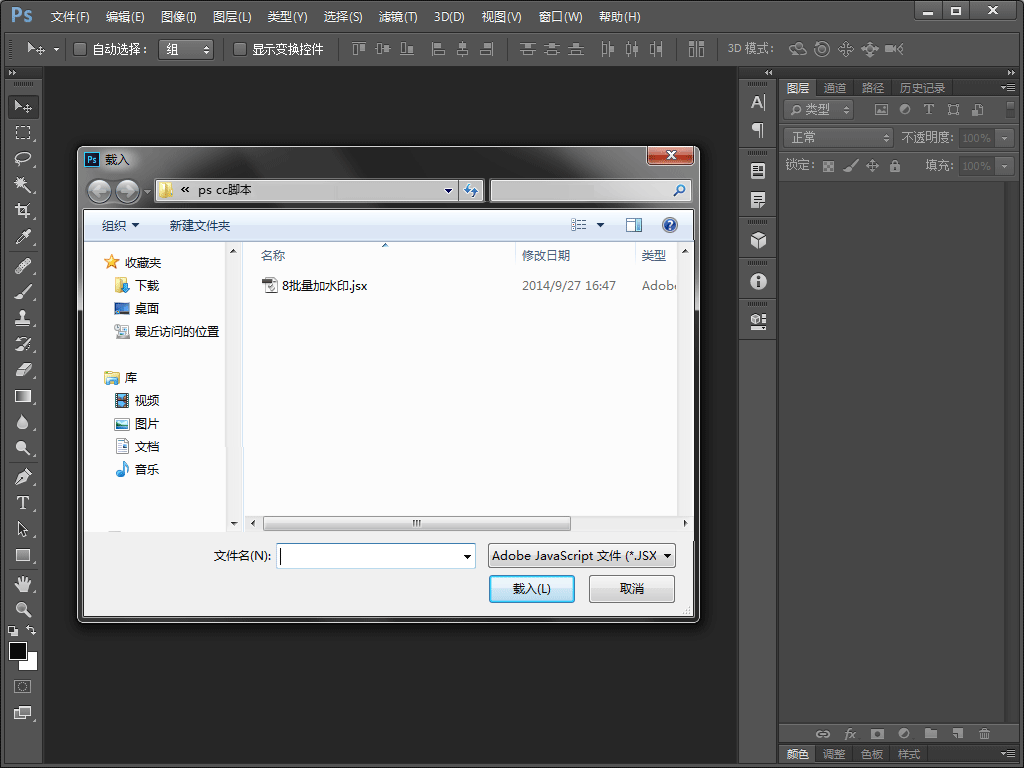 Ps 文件(F) 编辑(E) 图像(I) 图层(L) 类型(Y) 选择(S) 滤镜(T) 3D(D) 视图(V) 窗口(W) 帮助(H)
自动选择： 组 显示变换控件 3D 模式：
图层 通道 路径 历史记录
类型
正常 不透明度: 100%
锁定: 填充: 100%
Ps 载入
« ps cc脚本
组织 新建文件夹
名称 修改日期 类型
8批量加水印.jsx 2014/9/27 16:47 Adobe
收藏夹
下载
桌面
最近访问的位置
库
视频
图片
文档
音乐
文件名(N): Adobe JavaScript 文件 (*.JSX
载入(L) 取消
fx
颜色 调整 色板 样式